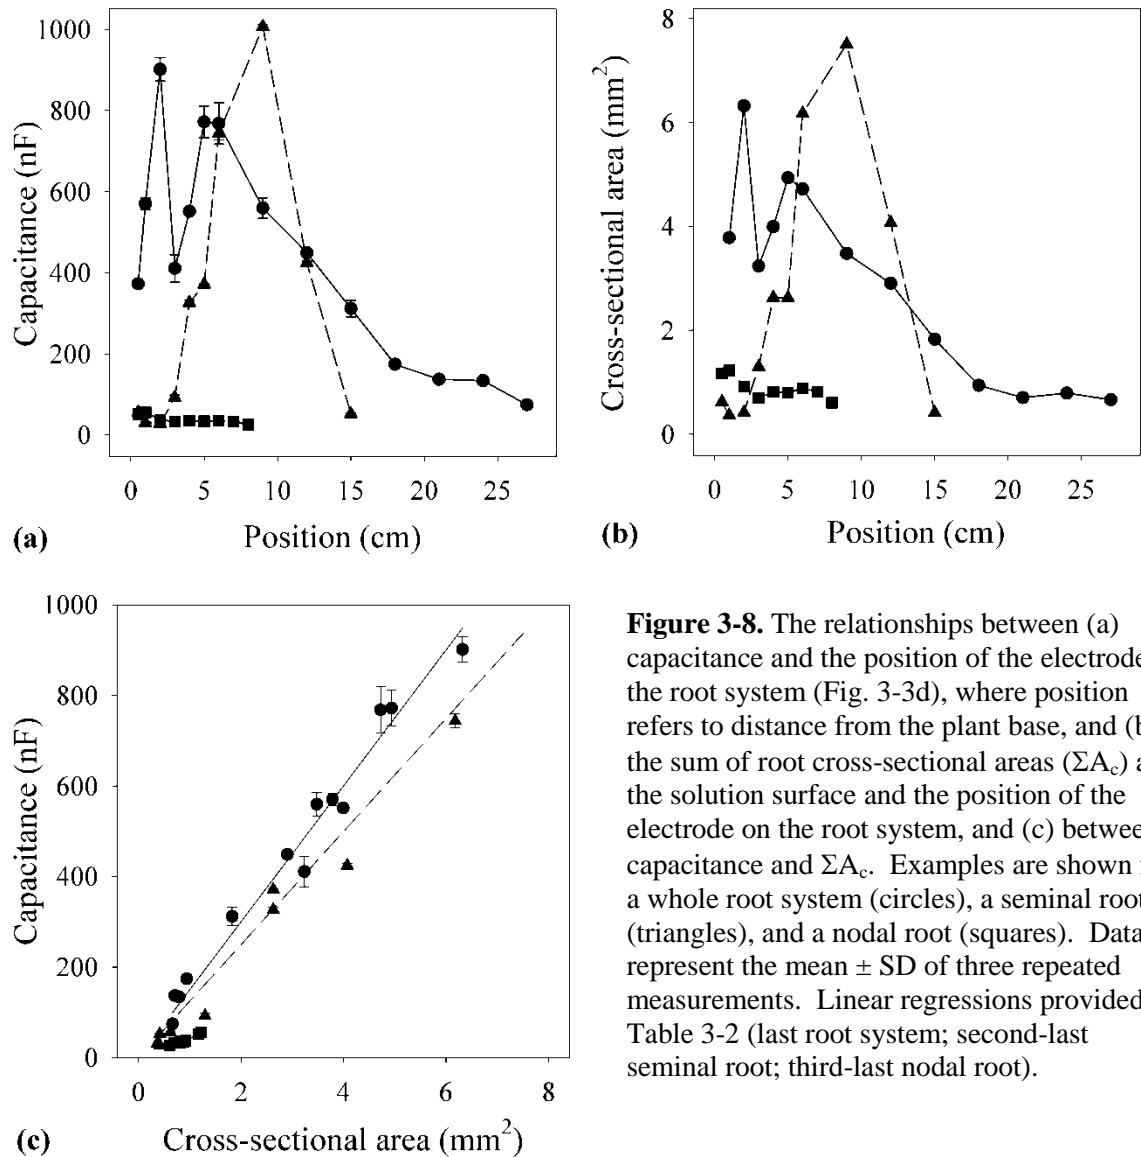 1000
800
600
400
200
0
Capacitance (nF)
0 5 10 15 20 25
(a) Position (cm)
8
6
4
2
0
Cross-sectional area (mm²)
0 5 10 15 20 25
(b) Position (cm)
1000
800
600
400
200
0
Capacitance (nF)
0 2 4 6 8
(c) Cross-sectional area (mm²)
Figure 3-8. The relationships between (a)
capacitance and the position of the electrode
the root system (Fig. 3-3d), where position
refers to distance from the plant base, and (b
the sum of root cross-sectional areas (ΣAc) a
the solution surface and the position of the
electrode on the root system, and (c) betwee
capacitance and ΣAc. Examples are shown
a whole root system (circles), a seminal root
(triangles), and a nodal root (squares). Data
represent the mean ± SD of three repeated
measurements. Linear regressions provided
Table 3-2 (last root system; second-last
seminal root; third-last nodal root).